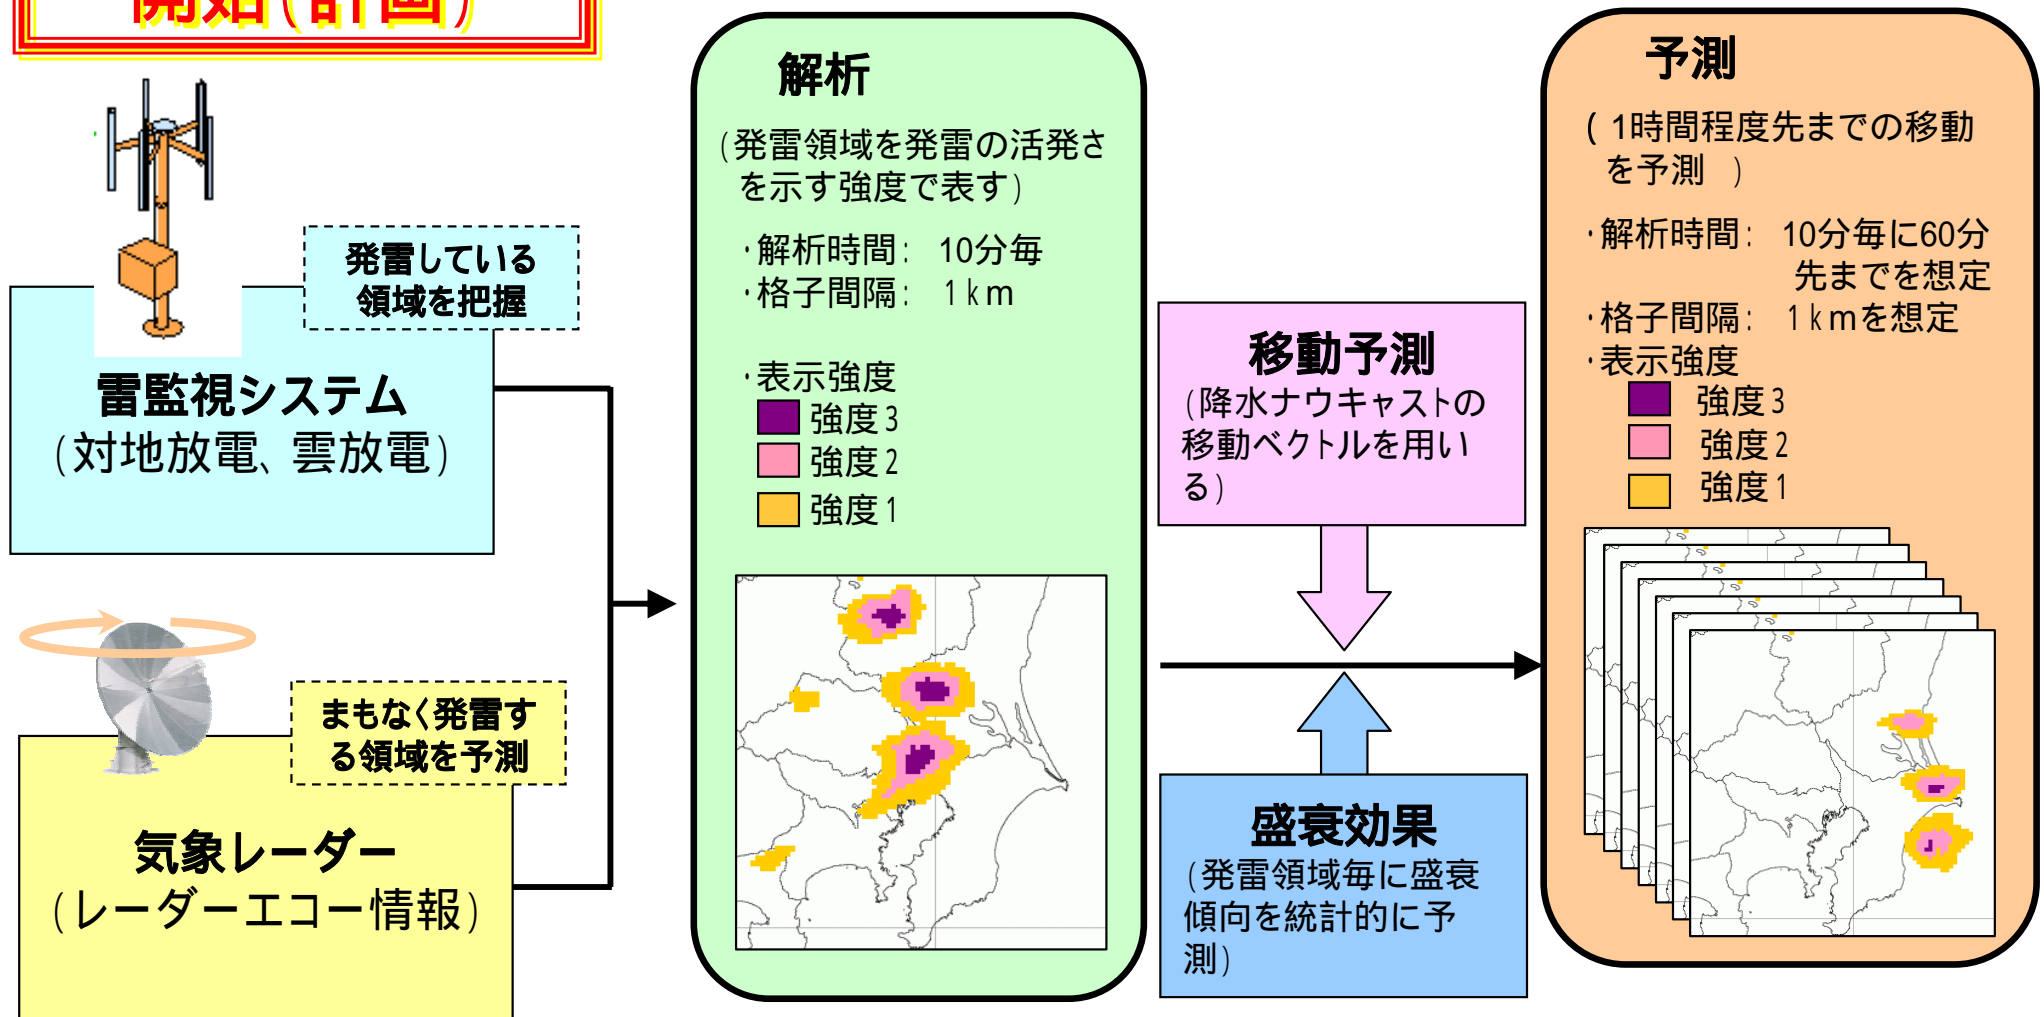 開始(計画)
発雷している
領域を把握
雷監視システム
(対地放電、雲放電)
まもなく発雷す
る領域を予測
気象レーダー
(レーダーエコー情報)
解析
(発雷領域を発雷の活発さ
を示す強度で表す)
・解析時間: 10分毎
・格子間隔: 1km
・表示強度
強度3
強度2
強度1
移動予測
(降水ナウキャストの
移動ベクトルを用い
る)
盛衰効果
(発雷領域毎に盛衰
傾向を統計的に予
測)
予測
(1時間程度先までの移動
を予測 )
・解析時間: 10分毎に60分
先までを想定
・格子間隔: 1kmを想定
・表示強度
強度3
強度2
強度1